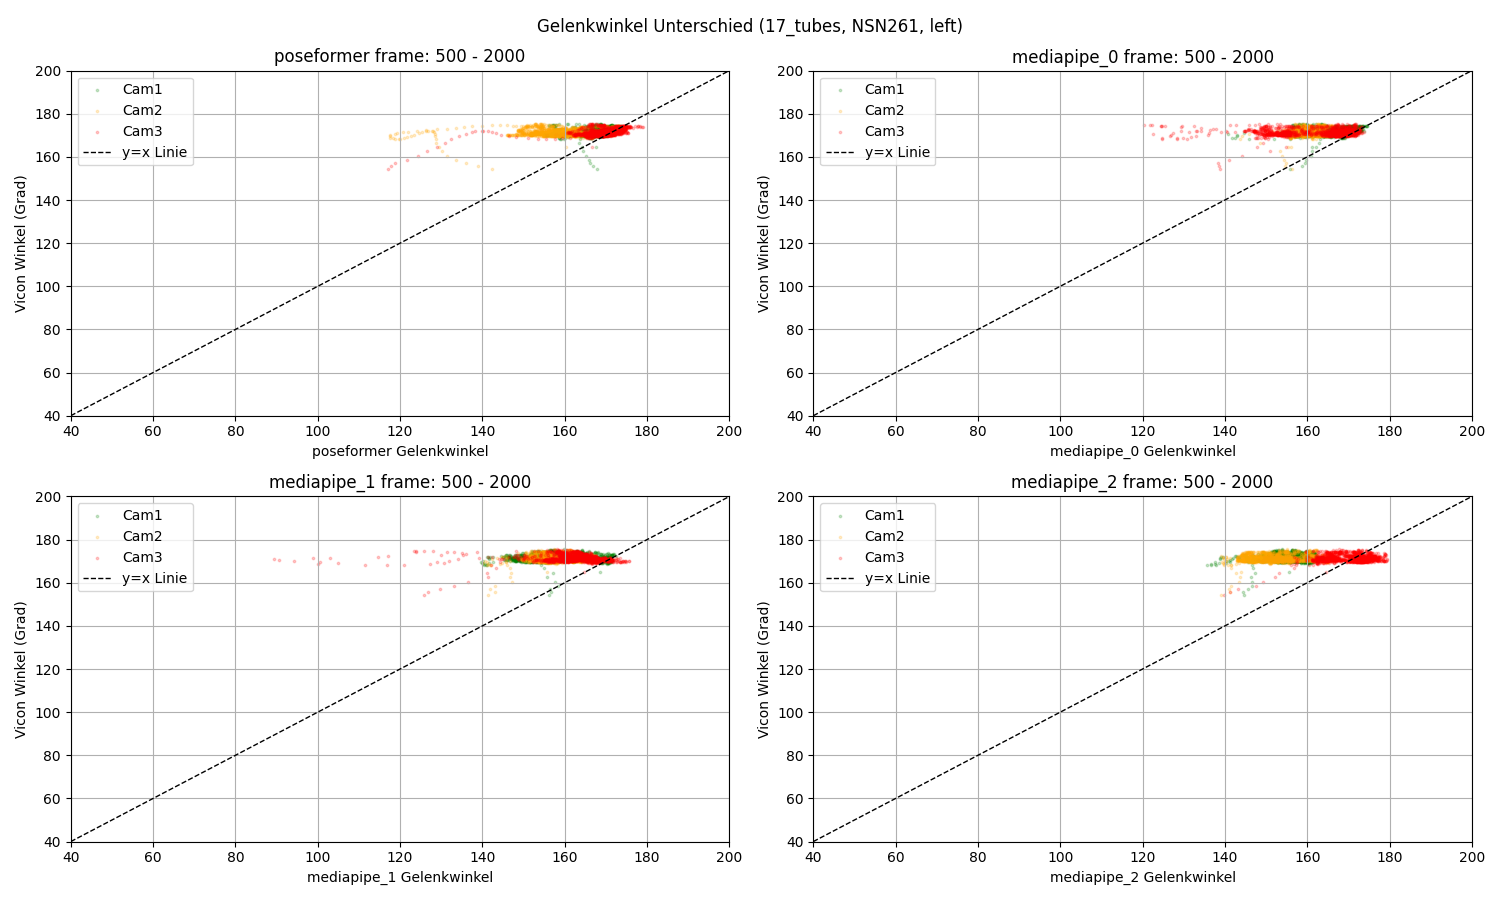 Gelenkwinkel Unterschied (17_tubes, NSN261, left)
poseformer frame: 500 - 2000
200
180
160
140
120
100
80
60
40
Vicon Winkel (Grad)
Cam1
Cam2
Cam3
y=x Linie
40 60 80 100 120 140 160 180 200
poseformer Gelenkwinkel
mediapipe_0 frame: 500 - 2000
200
180
160
140
120
100
80
60
40
Vicon Winkel (Grad)
Cam1
Cam2
Cam3
y=x Linie
40 60 80 100 120 140 160 180 200
mediapipe_0 Gelenkwinkel
mediapipe_1 frame: 500 - 2000
200
180
160
140
120
100
80
60
40
Vicon Winkel (Grad)
Cam1
Cam2
Cam3
y=x Linie
40 60 80 100 120 140 160 180 200
mediapipe_1 Gelenkwinkel
mediapipe_2 frame: 500 - 2000
200
180
160
140
120
100
80
60
40
Vicon Winkel (Grad)
Cam1
Cam2
Cam3
y=x Linie
40 60 80 100 120 140 160 180 200
mediapipe_2 Gelenkwinkel